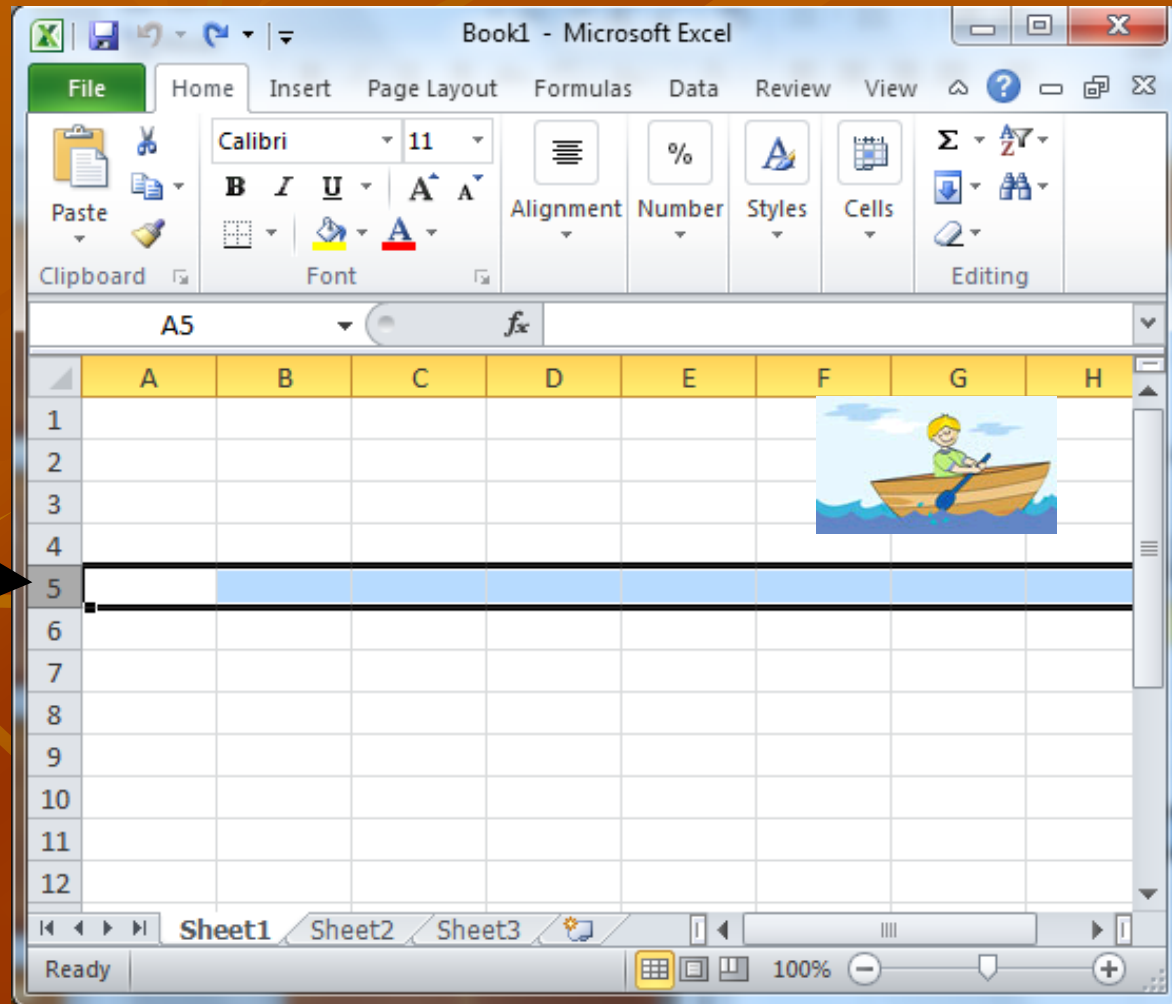 Book1 - Microsoft Excel
File Home Insert Page Layout Formulas Data Review View
Calibri 11 Σ A Z
B I U A A % A
Paste Alignment Number Styles Cells
A
Clipboard Font Editing
A5 fx
A B C D E F G H
1
2
3
4
5
6
7
8
9
10
11
12
Sheet1 Sheet2 Sheet3
Ready 100%